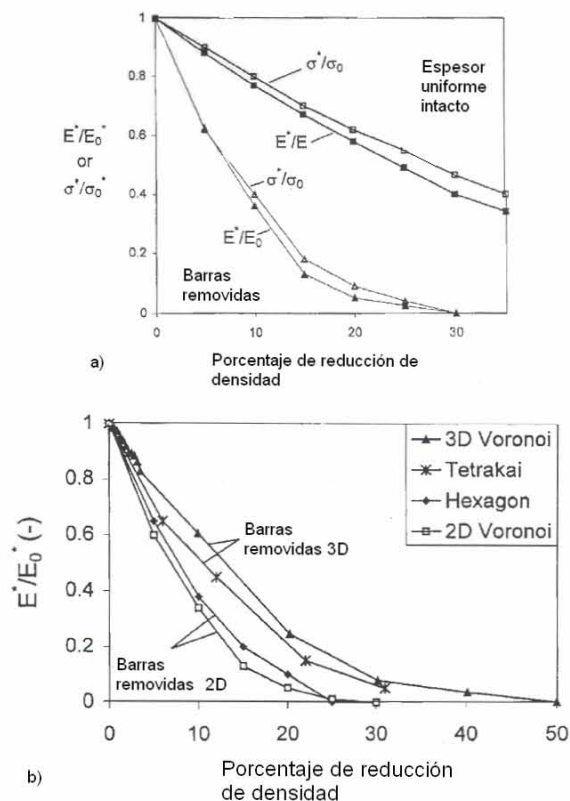 1
0.8
0.6
0.4
0.2
0
E*/E₀*
or
σ*/σ₀*
σ*/σ₀
E*/E
Espesor
uniforme
intacto
σ*/σ₀
E*/E₀
Barras
removidas
0 10 20 30
Porcentaje de reducción de
densidad
a)
1
0.8
0.6
0.4
0.2
0
E*/E₀* (-)
3D Voronoi
Tetrakai
Hexagon
2D Voronoi
Barras
removidas 3D
Barras
removidas 2D
0 10 20 30 40 50
Porcentaje de reducción
de densidad
b)